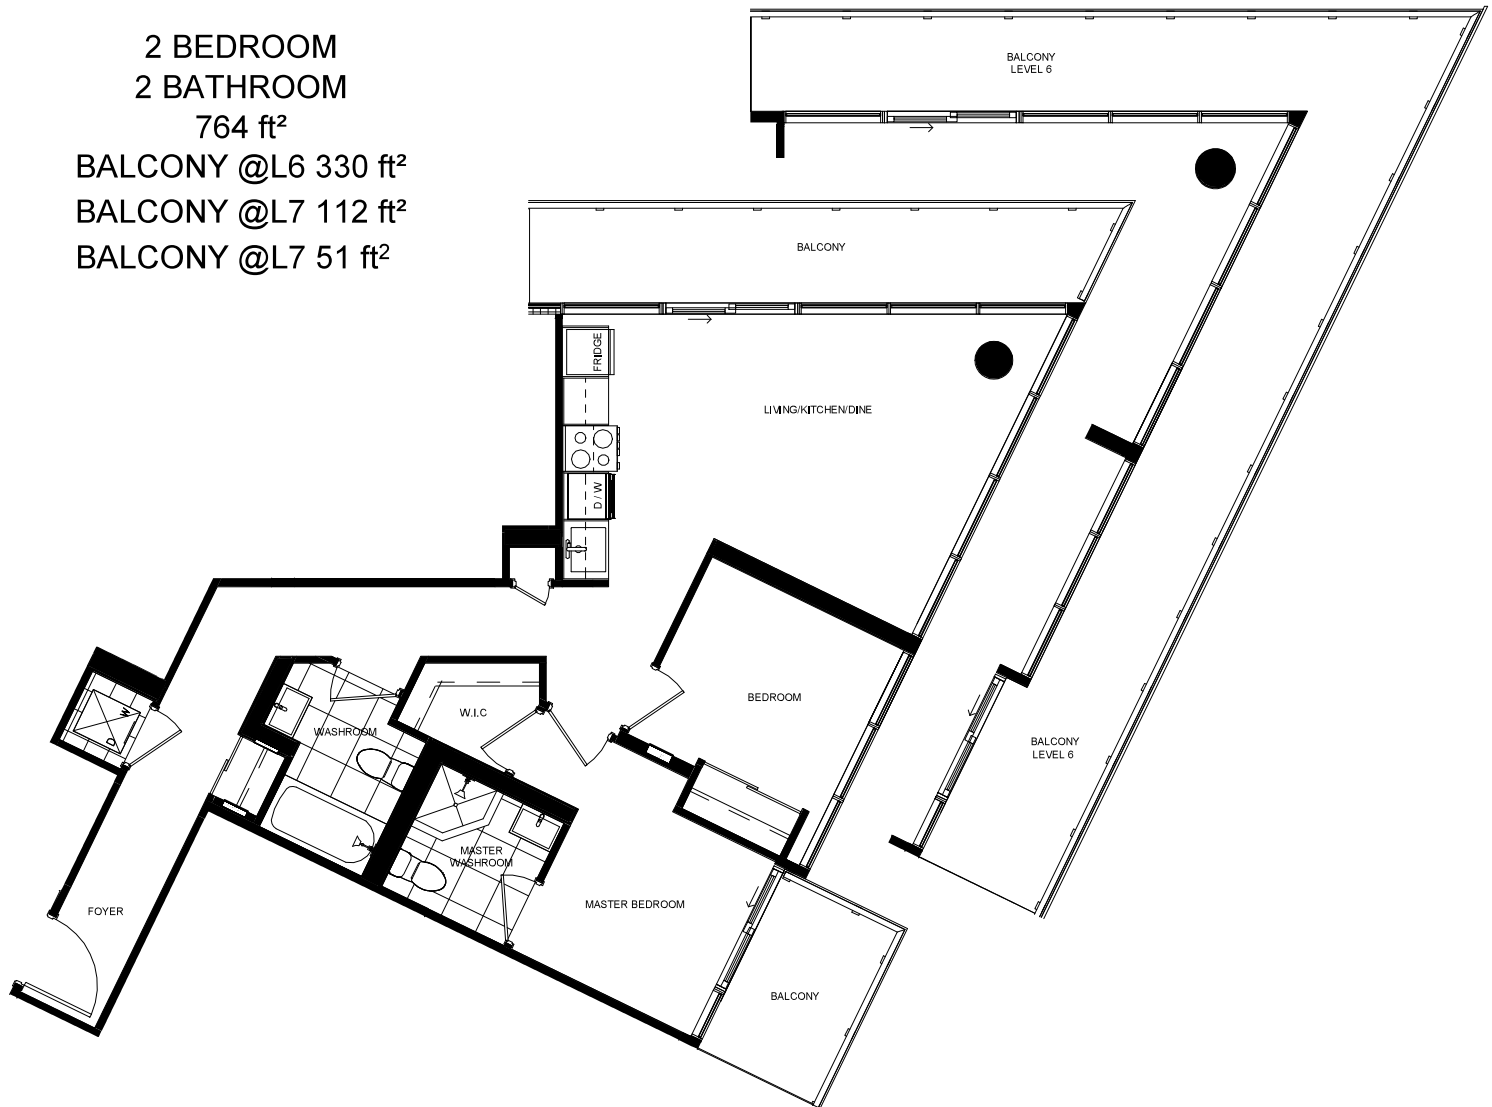 2 BEDROOM
2 BATHROOM
764 ft²
BALCONY @L6 330 ft²
BALCONY @L7 112 ft²
BALCONY @L7 51 ft²
BALCONY
LEVEL 6
BALCONY
FRIDGE
LIVING/KITCHEN/DINE
D / W
BEDROOM
W.I.C
W
D
WASHROOM
BALCONY
LEVEL 6
MASTER
WASHROOM
MASTER BEDROOM
FOYER
BALCONY